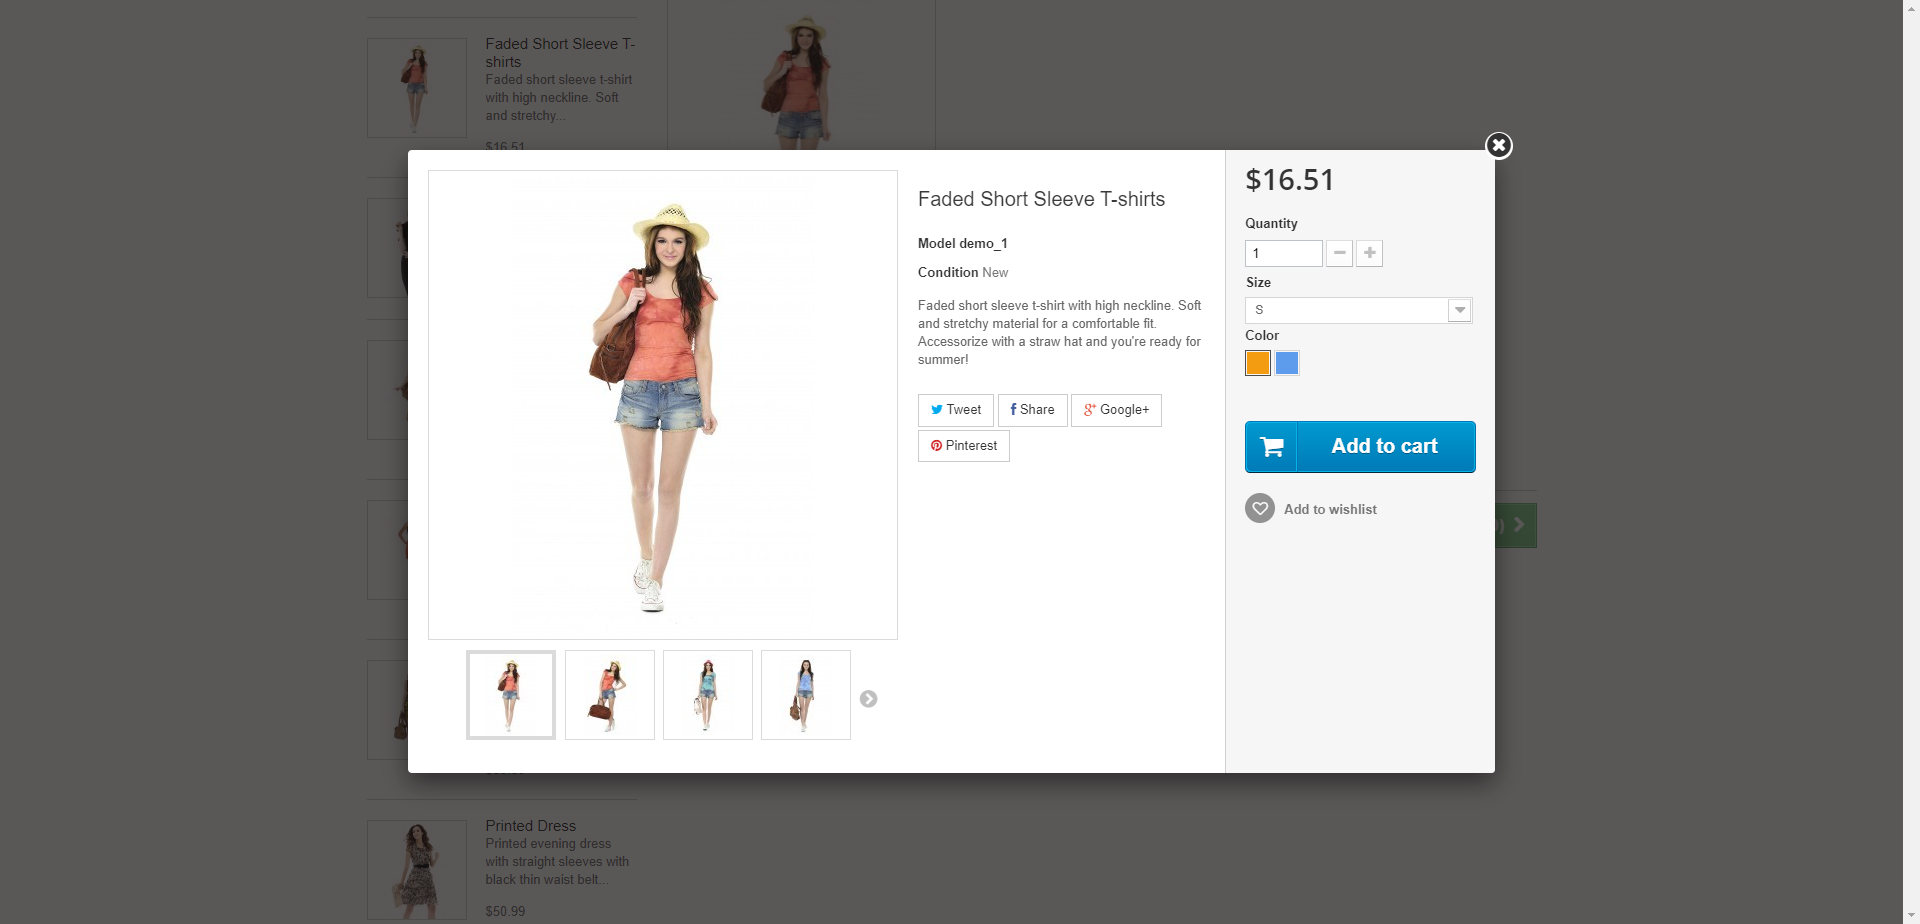 Faded Short Sleeve T-
shirts
Faded short sleeve t-shirt
with high neckline. Soft
and stretchy...
$16.51
Faded Short Sleeve T-shirts
Model demo_1
Condition New
Faded short sleeve t-shirt with high neckline. Soft
and stretchy material for a comfortable fit.
Accessorize with a straw hat and you're ready for
summer!
Tweet
Share
Google+
Pinterest
$16.51
Quantity
1
Size
S
Color
Add to cart
Add to wishlist
Printed Dress
Printed evening dress
with straight sleeves with
black thin waist belt...
$50.99